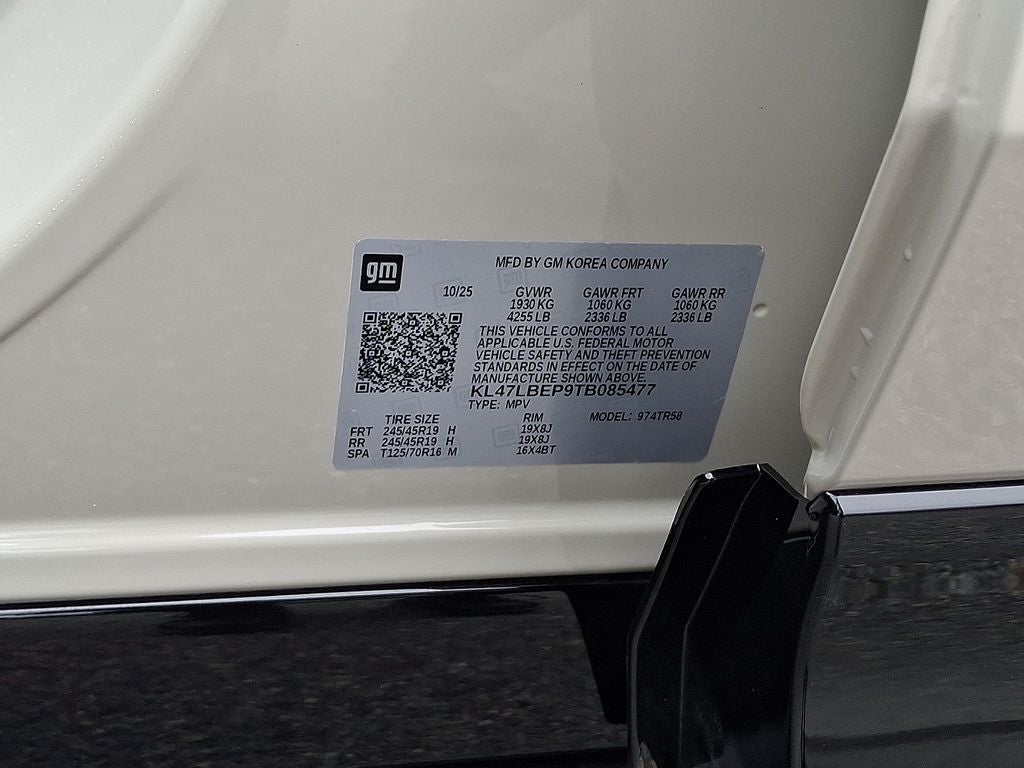 gm
MFD BY GM KOREA COMPANY
10/25 GVWR GAWR FRT GAWR RR
1930 KG 1060 KG 1060 KG
4255 LB 2336 LB 2336 LB
THIS VEHICLE CONFORMS TO ALL
APPLICABLE U.S. FEDERAL MOTOR
VEHICLE SAFETY AND THEFT PREVENTION
STANDARDS IN EFFECT ON THE DATE OF
MANUFACTURE SHOWN ABOVE.
KL47LBEP9TB085477
TYPE: MPV
TIRE SIZE RIM MODEL: 974TR58
FRT 245/45R19 H 19X8J
RR 245/45R19 H 19X8J
SPA T125/70R16 M 16X4BT